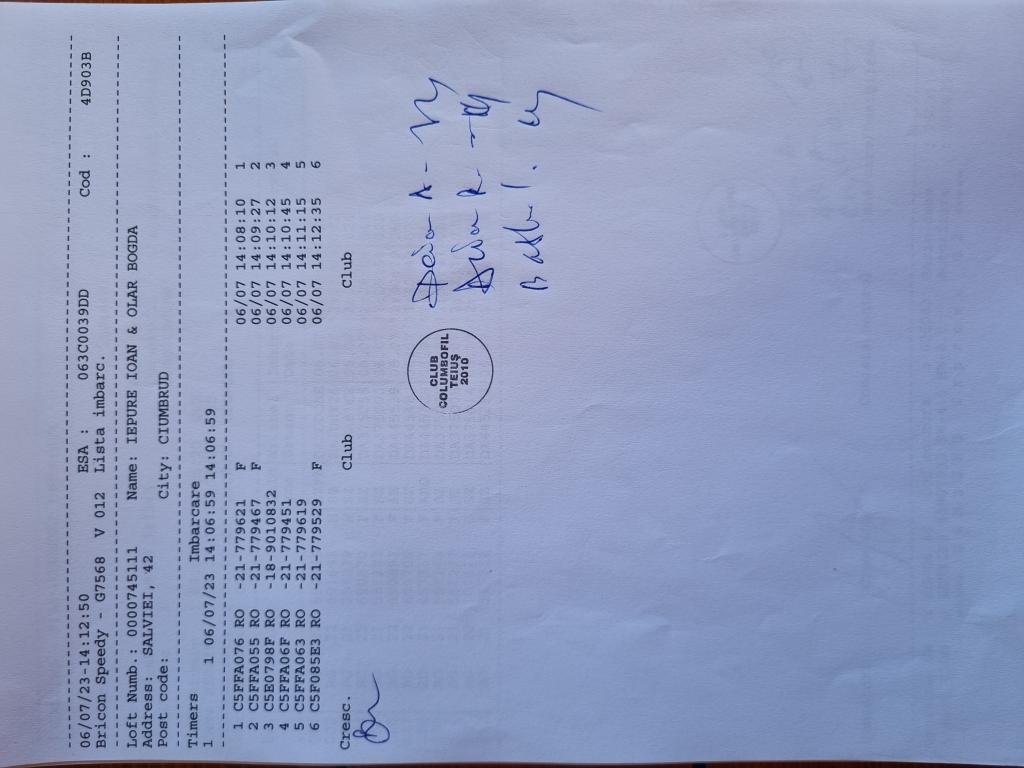 06/07/23-14:12:50 ESA : 063C0039DD Cod : 4D903B
Bricon Speedy - G7568 V 012 Lista imbarc.
Loft Numb.: 0000745111 Name: IEPURE IOAN & OLAR BOGDA
Address: SALVIEI, 42
Post code: City: CIUMBRUD
Timers Imbarcare
1 1 06/07/23 14:06:59 14:06:59
1 C5FFA076 RO -21-779621 F 06/07 14:08:10 1
2 C5FFA055 RO -21-779467 F 06/07 14:09:27 2
3 C5E0798F RO -18-9010832 06/07 14:10:12 3
4 C5FFA06F RO -21-779451 06/07 14:10:45 4
5 C5FFA063 RO -21-779619 06/07 14:11:15 5
6 C5F085E3 RO -21-779529 F 06/07 14:12:35 6
Cresc. Club Club
CLUB
COLUMBOFIL
TEIUȘ
2010